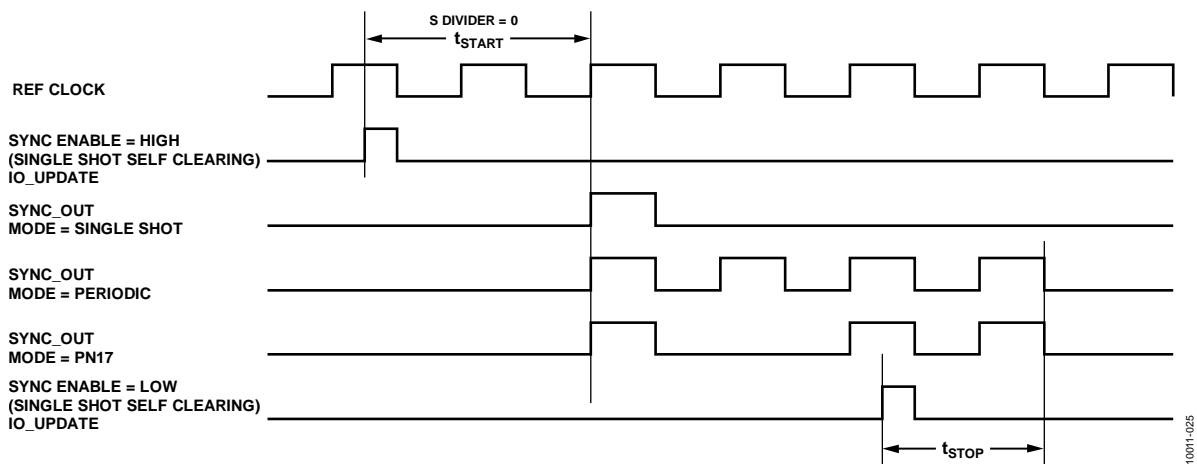 S DIVIDER = 0
tSTART
REF CLOCK
SYNC ENABLE = HIGH
(SINGLE SHOT SELF CLEARING)
IO_UPDATE
SYNC_OUT
MODE = SINGLE SHOT
SYNC_OUT
MODE = PERIODIC
SYNC_OUT
MODE = PN17
SYNC ENABLE = LOW
(SINGLE SHOT SELF CLEARING)
IO_UPDATE
tSTOP
10011-025